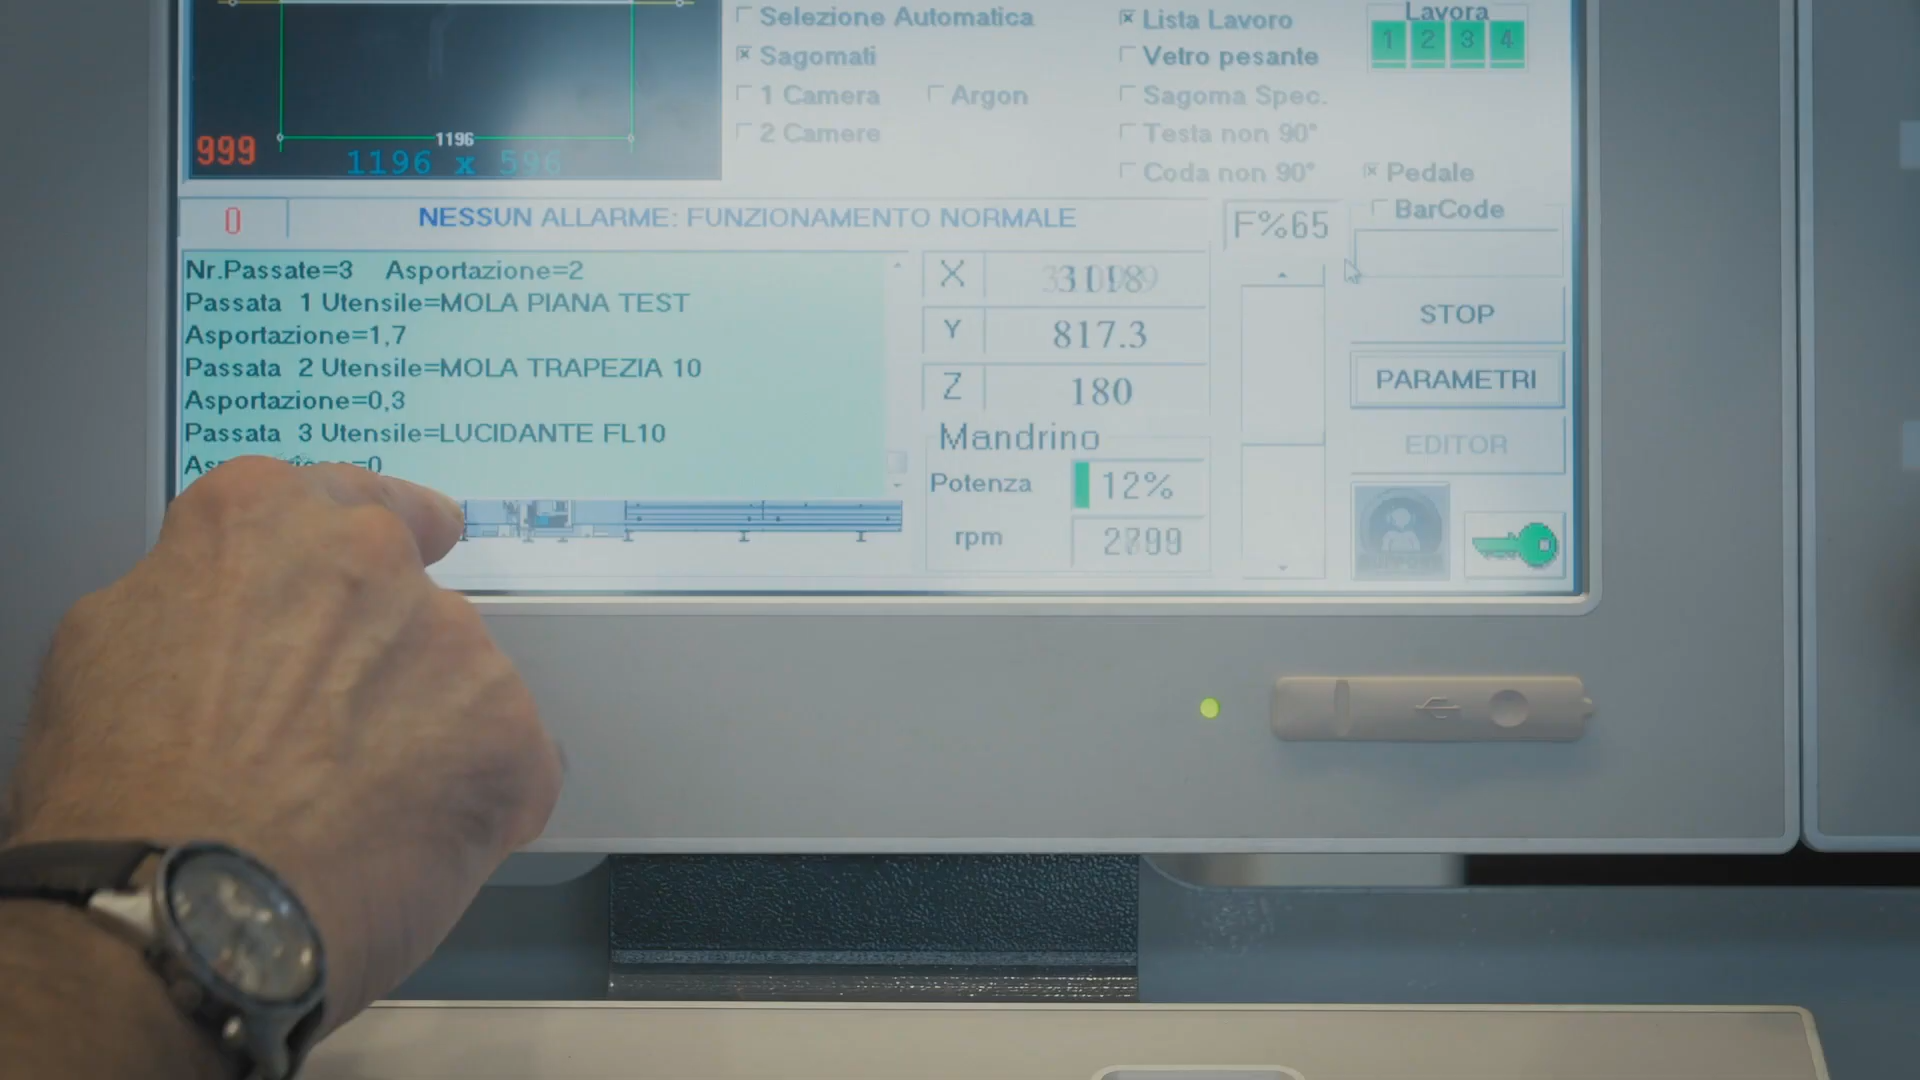 Selezione Automatica
Lista Lavoro
Lavora
Sagomati
Vetro pesante
1 2 3 4
1 Camera
Argon
Sagoma Spec.
2 Camere
Testa non 90°
Coda non 90°
Pedale
BarCode
1196
999
1196 x 596
0
NESSUN ALLARME: FUNZIONAMENTO NORMALE
F%65
Nr.Passate=3 Asportazione=2
Passata 1 Utensile=MOLA PIANA TEST
Asportazione=1,7
Passata 2 Utensile=MOLA TRAPEZIA 10
Asportazione=0,3
Passata 3 Utensile=LUCIDANTE FL10
=0
X
Y 817.3
Z 180
Mandrino
Potenza 12%
rpm
STOP
PARAMETRI
EDITOR